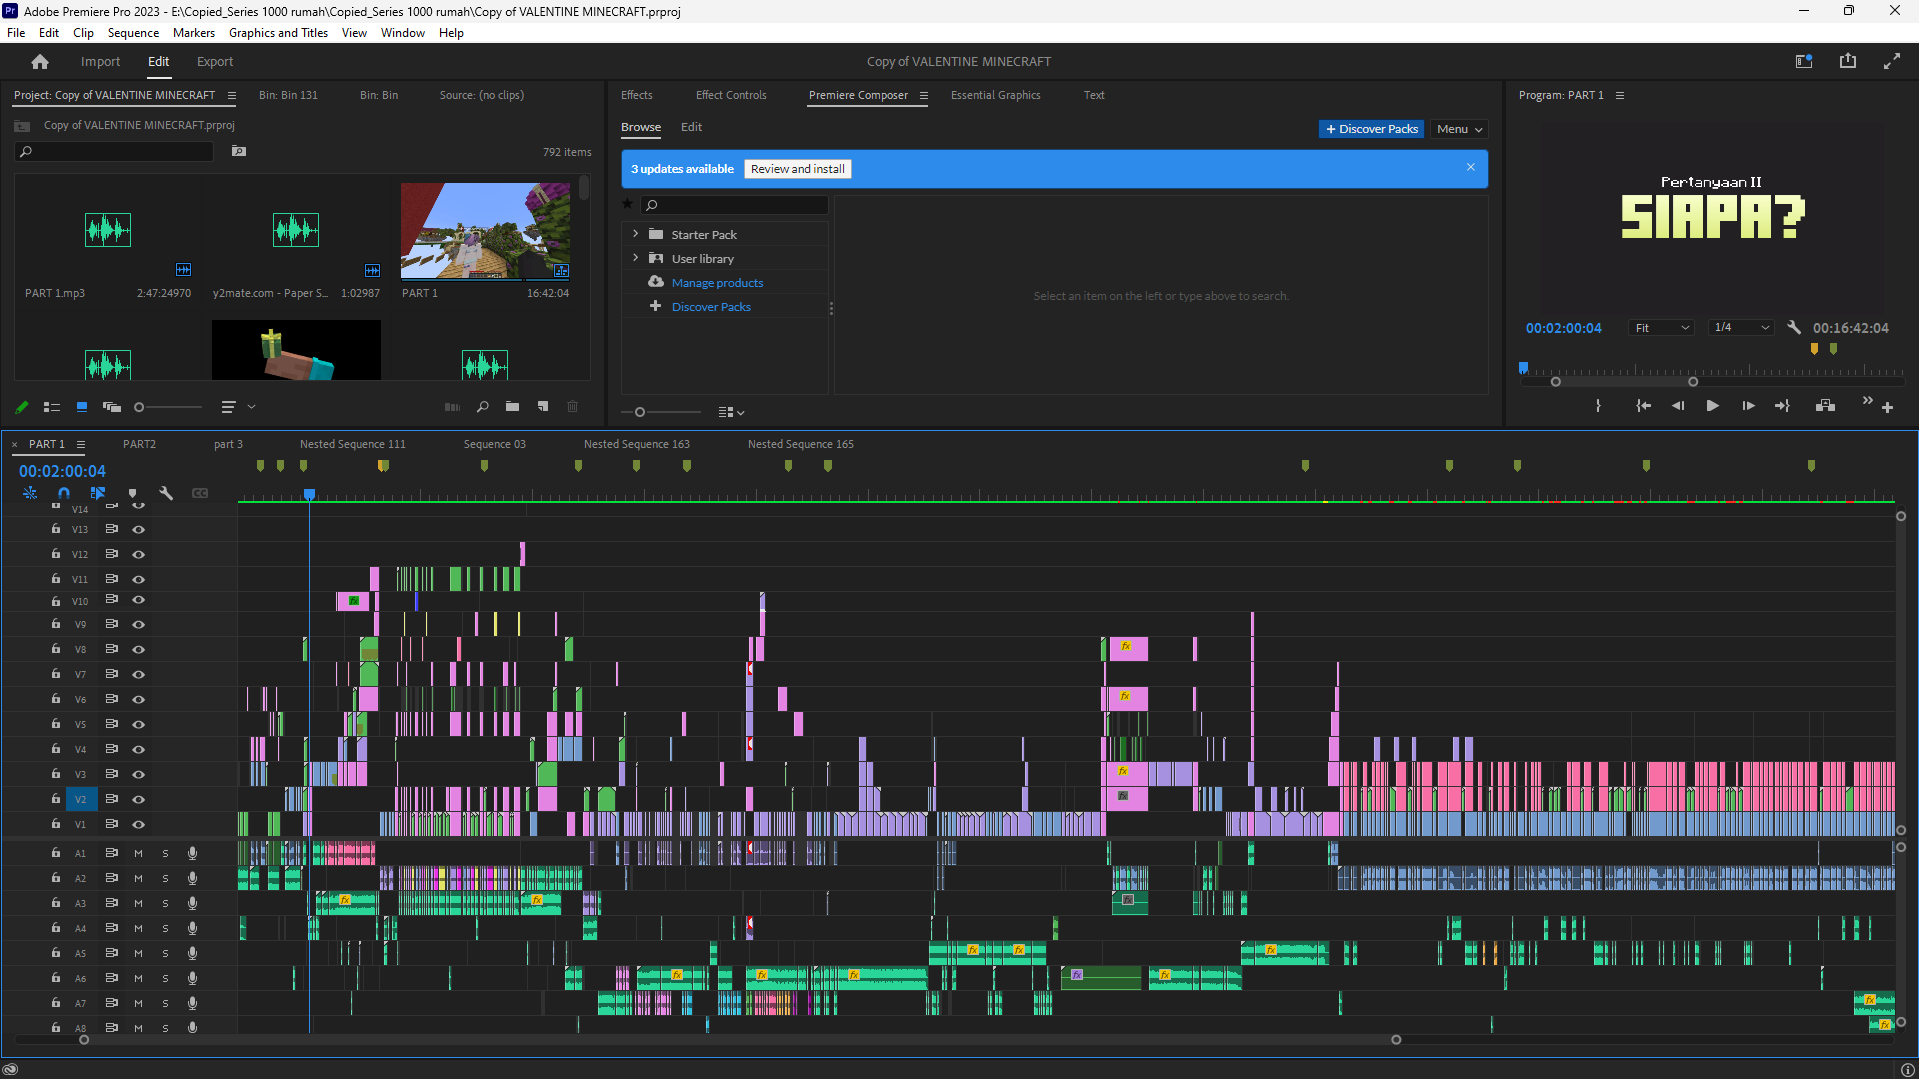 Pr Adobe Premiere Pro 2023 - E:\Copied_Series 1000 rumah\Copied_Series 1000 rumah\Copy of VALENTINE MINECRAFT.prproj
File Edit Clip Sequence Markers Graphics and Titles View Window Help
Import Edit Export
Copy of VALENTINE MINECRAFT
Project: Copy of VALENTINE MINECRAFT
Bin: Bin 131
Bin: Bin
Source: (no clips)
Copy of VALENTINE MINECRAFT.prproj
792 items
PART 1.mp3 2:47:24970
y2mate.com - Paper S... 1:02987
PART 1 16:42:04
Effects
Effect Controls
Premiere Composer
Essential Graphics
Text
Browse Edit
+ Discover Packs
Menu
3 updates available
Review and install
Starter Pack
User library
Manage products
Discover Packs
Select an item on the left or type above to search.
Program: PART 1
Pertanyaan II
SIAPA?
00:02:00:04
Fit
1/4
00:16:42:04
PART 1
PART2
part 3
Nested Sequence 111
Sequence 03
Nested Sequence 163
Nested Sequence 165
00:02:00:04
V14
V13
V12
V11
V10
V9
V8
V7
V6
V5
V4
V3
V2
V1
A1 M S
A2 M S
A3 M S
A4 M S
A5 M S
A6 M S
A7 M S
A8 M S